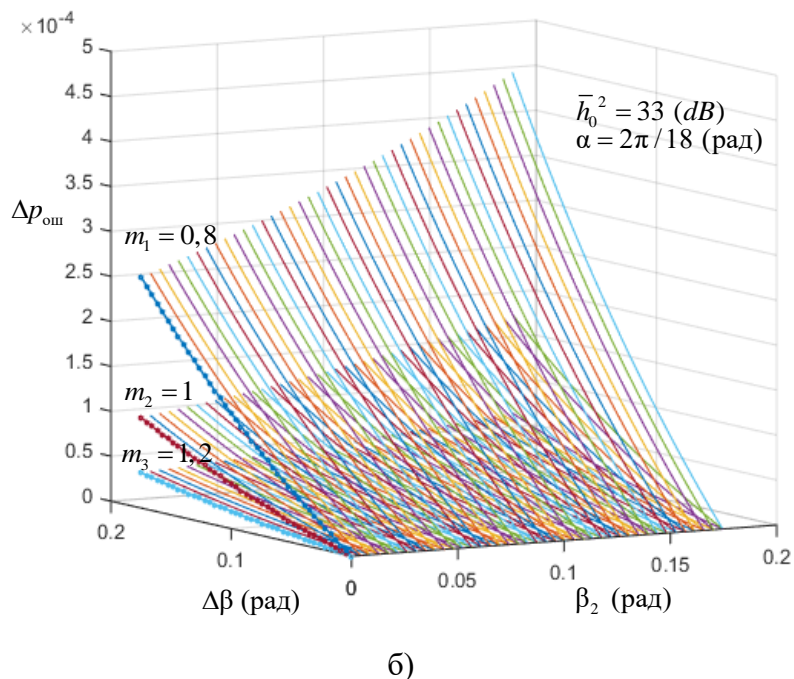 ×10⁻⁴
5
4.5
4
3.5
3
2.5
2
1.5
1
0.5
0
Δp_ош
h̄₀² = 33 (dB)
α = 2π/18 (рад)
m₁ = 0,8
m₂ = 1
m₃ = 1,2
0.2
0.1
0
Δβ (рад)
0
0.05
0.1
0.15
0.2
β₂ (рад)
б)